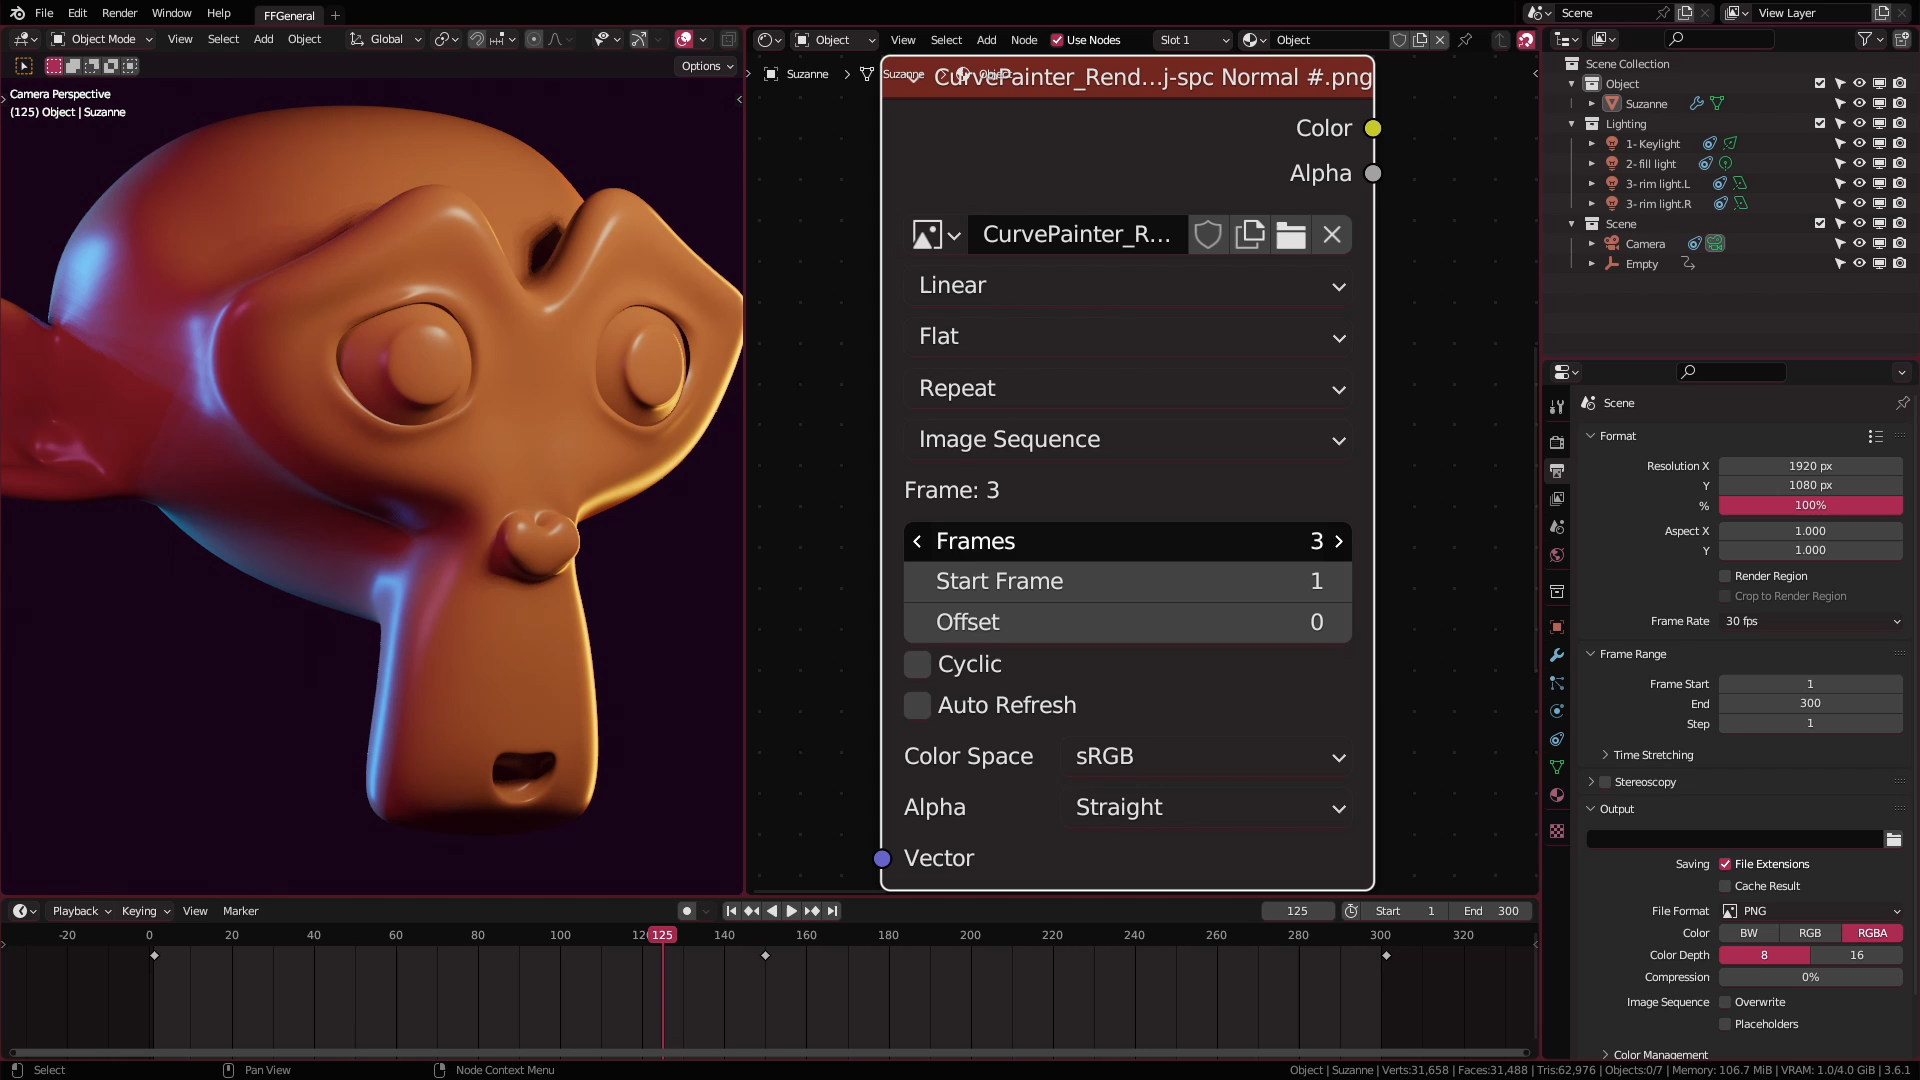 File Edit Render Window Help FFGeneral +
Scene View Layer
Object Mode View Select Add Object Global
Object View Select Add Node Use Nodes Slot 1 Object
Options
Suzanne > Suzanne > Object
Camera Perspective
(125) Object | Suzanne
CurvePainter_Rend...j-spc Normal #.png
Color
Alpha
CurvePainter_R...
Linear
Flat
Repeat
Image Sequence
Frame: 3
Frames 3
Start Frame 1
Offset 0
Cyclic
Auto Refresh
Color Space sRGB
Alpha Straight
Vector
Scene Collection
Object
Suzanne
Lighting
1- Keylight
2- fill light
3- rim light.L
3- rim light.R
Scene
Camera
Empty
Scene
Format
Resolution X 1920 px
Y 1080 px
% 100%
Aspect X 1.000
Y 1.000
Render Region
Crop to Render Region
Frame Rate 30 fps
Frame Range
Frame Start 1
End 300
Step 1
Time Stretching
Stereoscopy
Output
Saving File Extensions
Cache Result
File Format PNG
Color BW RGB RGBA
Color Depth 8 16
Compression 0%
Image Sequence Overwrite
Placeholders
Color Management
Playback Keying View Marker
125 Start 1 End 300
-20 0 20 40 60 80 100 125 140 160 180 200 220 240 260 280 300 320
Select Pan View Node Context Menu
Object | Suzanne | Verts:31,658 | Faces:31,488 | Tris:62,976 | Objects:0/7 | Memory: 106.7 MiB | VRAM: 1.0/4.0 GiB | 3.6.1